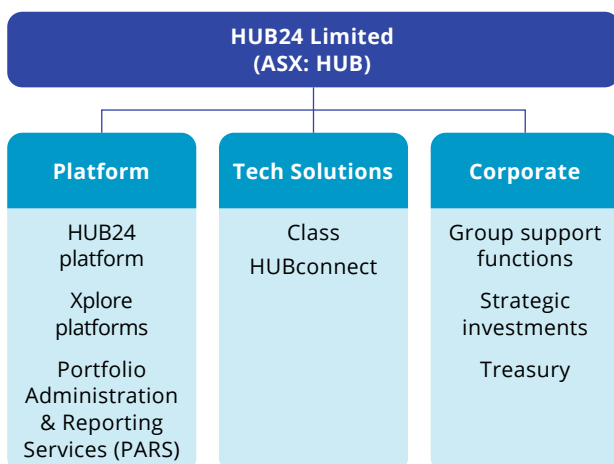 HUB24 Limited
(ASX: HUB)
Platform
HUB24
platform
Xplore
platforms
Portfolio
Administration
& Reporting
Services (PARS)
Tech Solutions
Class
HUBconnect
Corporate
Group support
functions
Strategic
investments
Treasury